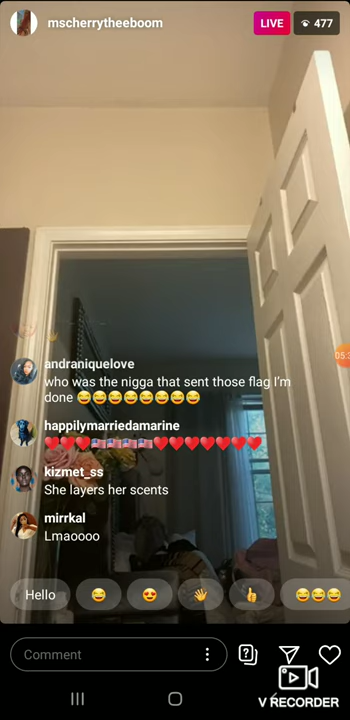 mscherrytheeboom
LIVE
477
andraniquelove
who was the nigga that sent those flag I'm
done 😂😂😂😂😂😂😂😂
happilymarriedamarine
❤️❤️❤️🇺🇸🇺🇸🇺🇸🇺🇸❤️❤️❤️❤️❤️❤️❤️
kizmet_ss
She layers her scents
mirrkal
Lmaoooo
Hello 😂 😍 👋 👍 😂😂😂
Comment
V RECORDER